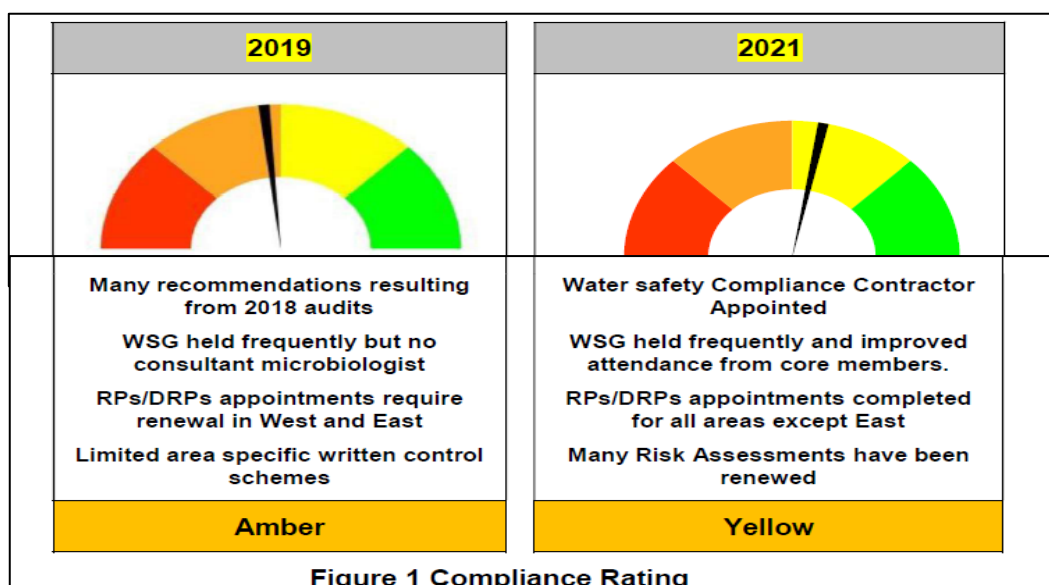 2019
Many recommendations resulting
from 2018 audits
WSG held frequently but no
consultant microbiologist
RPs/DRPs appointments require
renewal in West and East
Limited area specific written control
schemes
Amber
2021
Water safety Compliance Contractor
Appointed
WSG held frequently and improved
attendance from core members.
RPs/DRPs appointments completed
for all areas except East
Many Risk Assessments have been
renewed
Yellow
Figure 1 Compliance Rating